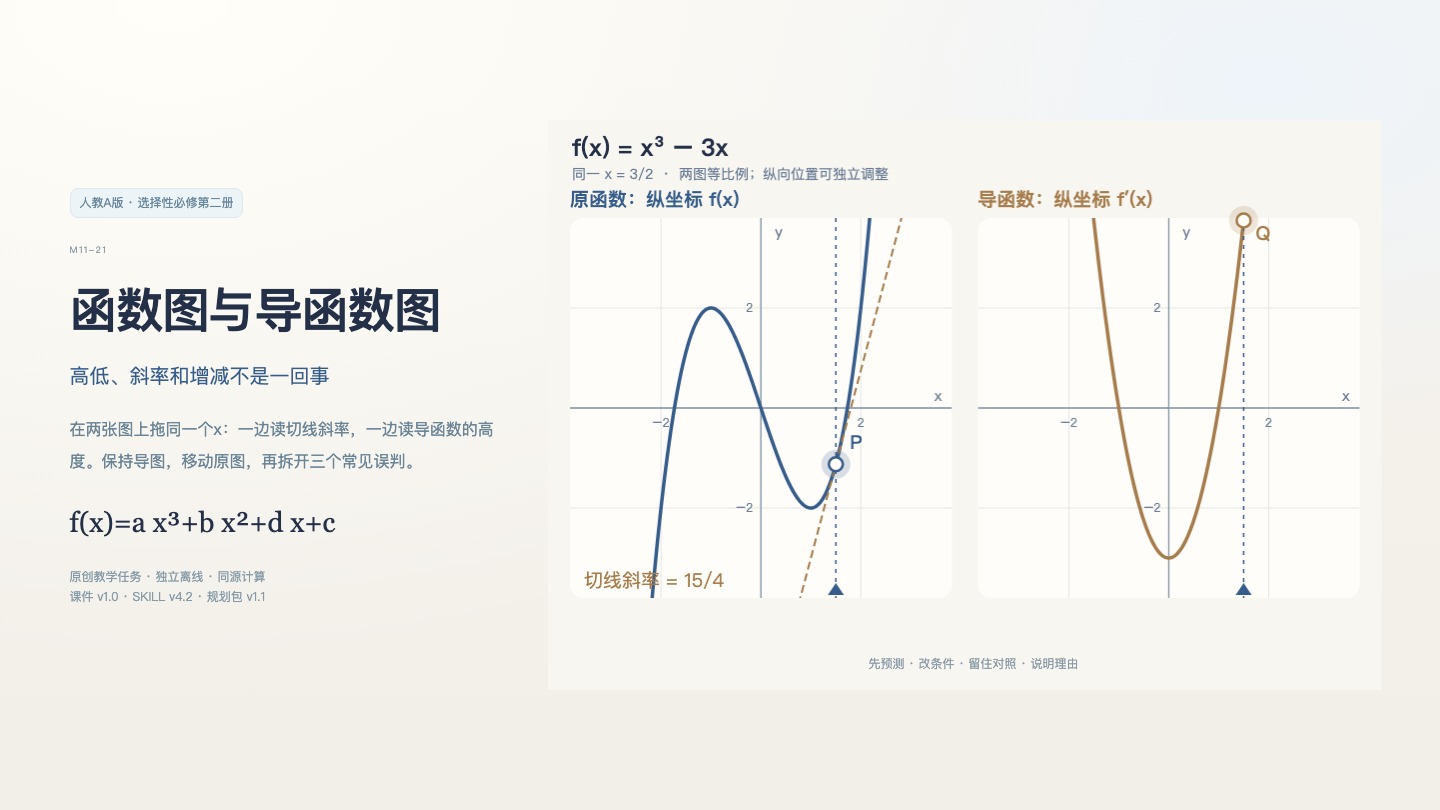 人教A版 · 选择性必修第二册
M11–21
函数图与导函数图
高低、斜率和增减不是一回事
在两张图上拖同一个x：一边读切线斜率，一边读导函数的高
度。保持导图，移动原图，再拆开三个常见误判。
f(x)=a x³+b x²+d x+c
原创教学任务 · 独立离线 · 同源计算
课件 v1.0 · SKILL v4.2 · 规划包 v1.1
f(x) = x³ − 3x
同一 x = 3/2 · 两图等比例；纵向位置可独立调整
原函数：纵坐标 f(x)
y
2
x
−2
2
P
−2
切线斜率 = 15/4
导函数：纵坐标 f′(x)
Q
y
2
x
−2
2
−2
先预测 · 改条件 · 留住对照 · 说明理由